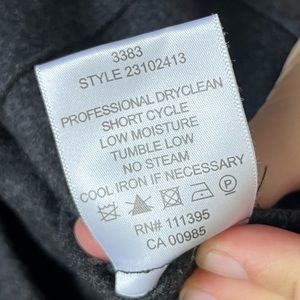 3383
STYLE 23102413
PROFESSIONAL DRYCLEAN
SHORT CYCLE
LOW MOISTURE
TUMBLE LOW
NO STEAM
COOL IRON IF NECESSARY
P
RN# 111395
CA 00985